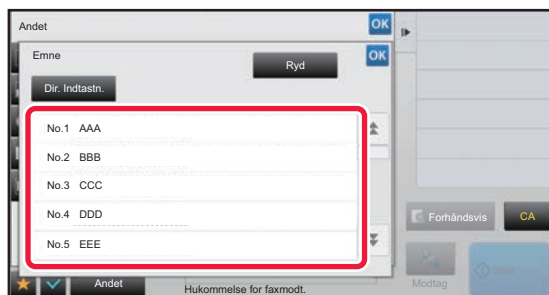 Andet OK
Emne Ryd OK
Dir. Indtastn.
No.1 AAA
No.2 BBB
No.3 CCC
No.4 DDD
No.5 EEE
Forhåndsvis CA
Andet
Hukommelse for faxmodt.
Modtag
Start